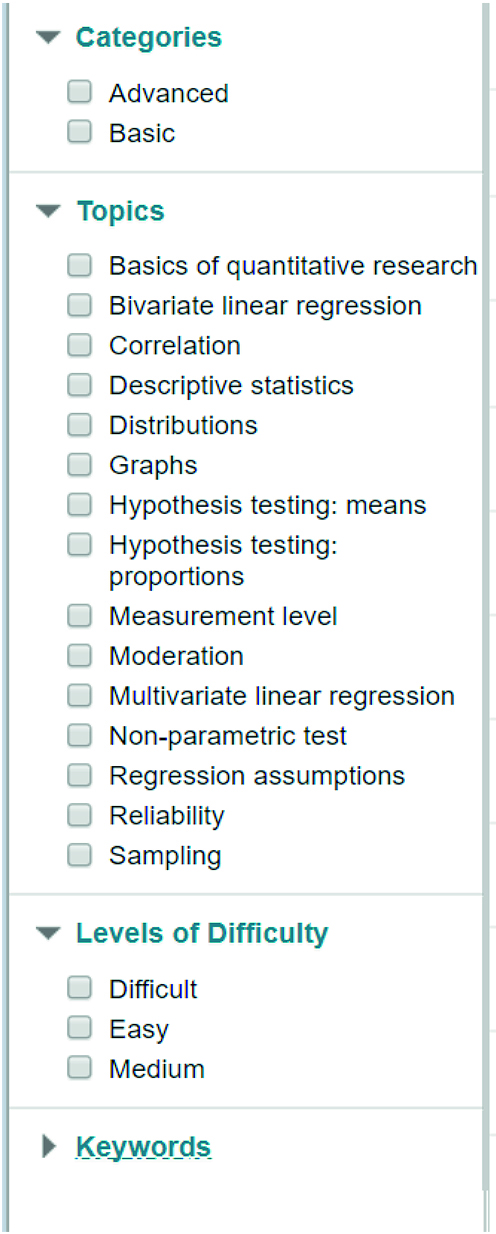 Categories
Advanced
Basic
Topics
Basics of quantitative research
Bivariate linear regression
Correlation
Descriptive statistics
Distributions
Graphs
Hypothesis testing: means
Hypothesis testing:
proportions
Measurement level
Moderation
Multivariate linear regression
Non-parametric test
Regression assumptions
Reliability
Sampling
Levels of Difficulty
Difficult
Easy
Medium
Keywords